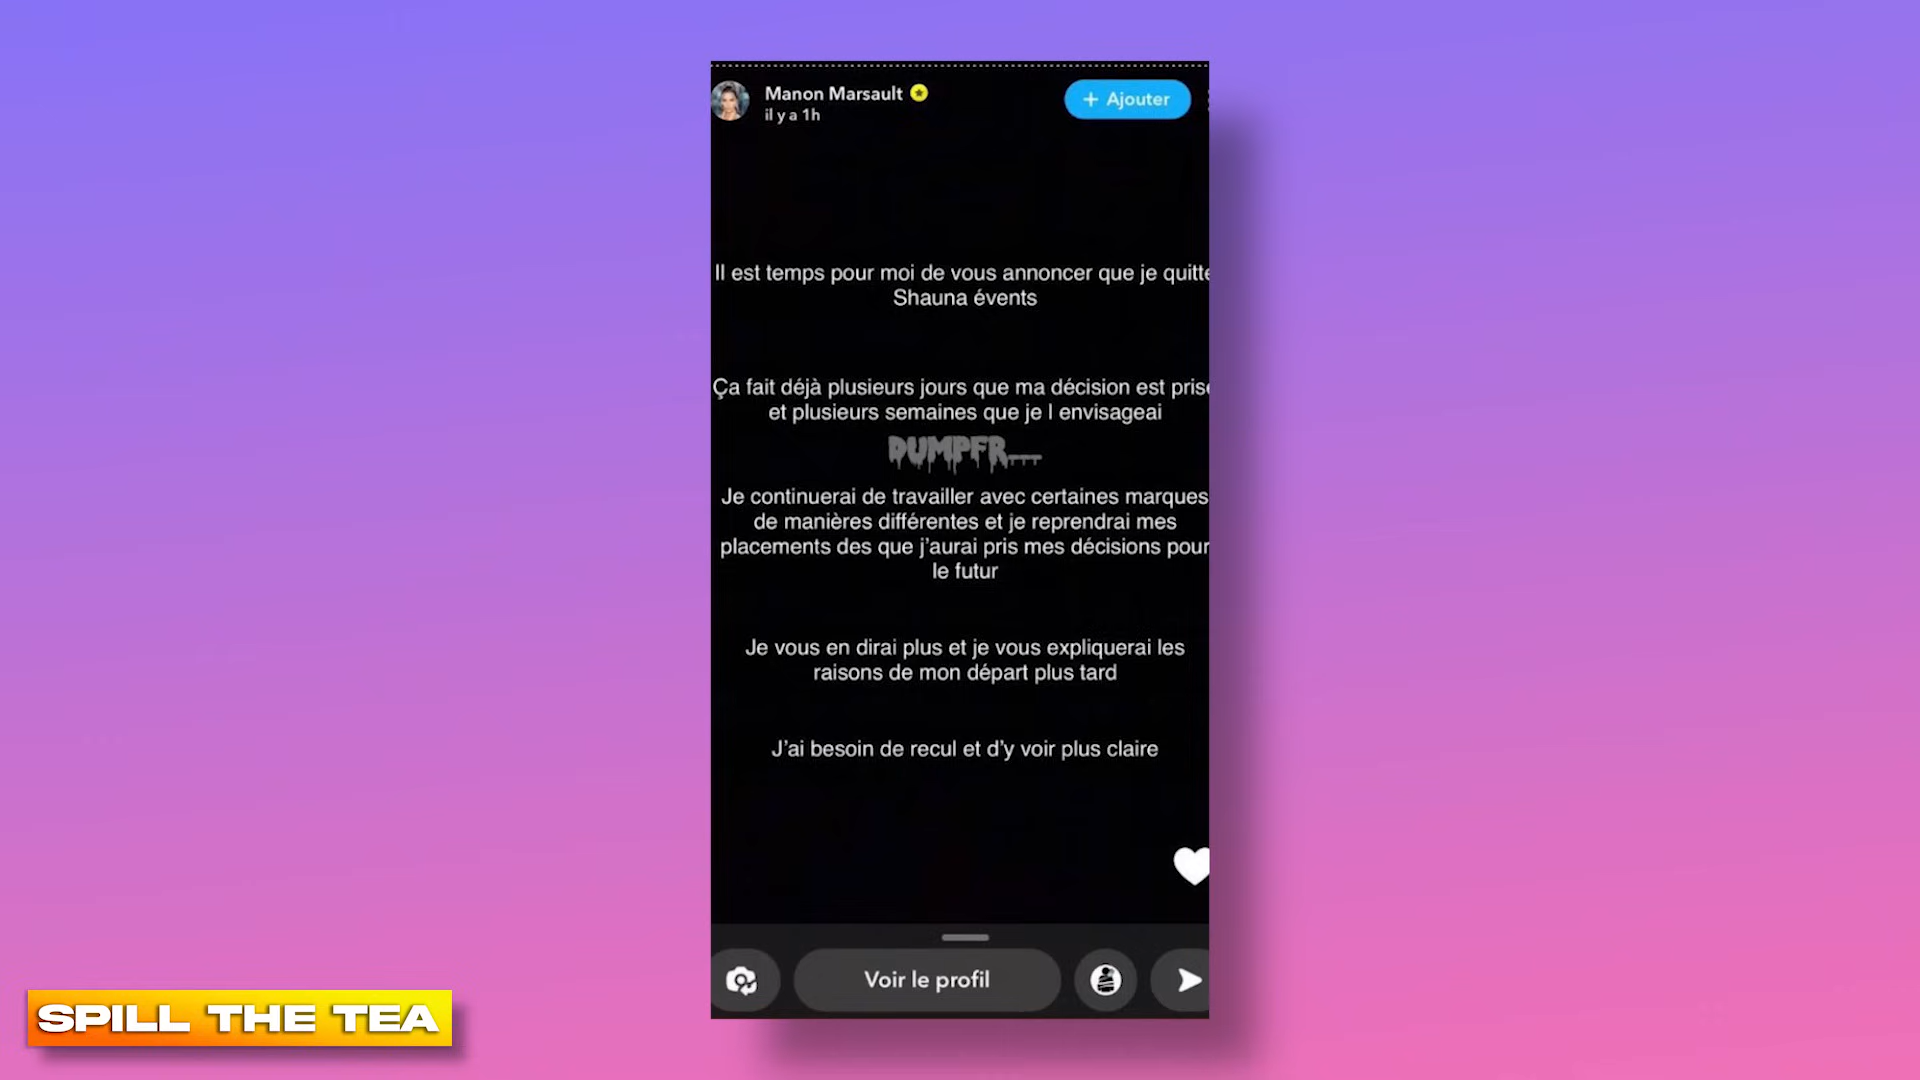 Manon Marsault
il y a 1h
+ Ajouter
Il est temps pour moi de vous annoncer que je quitte
Shauna évents
Ça fait déjà plusieurs jours que ma décision est prise
et plusieurs semaines que je l envisageai
DUMPFR___
Je continuerai de travailler avec certaines marques
de manières différentes et je reprendrai mes
placements des que j'aurai pris mes décisions pour
le futur
Je vous en dirai plus et je vous expliquerai les
raisons de mon départ plus tard
J'ai besoin de recul et d'y voir plus claire
Voir le profil
SPILL THE TEA